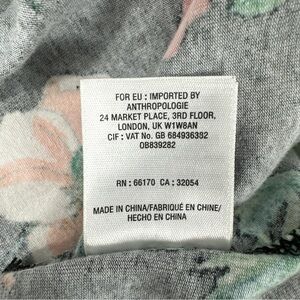 FOR EU : IMPORTED BY
ANTHROPOLOGIE
24 MARKET PLACE, 3RD FLOOR,
LONDON, UK W1W8AN
CIF : VAT No. GB 684936352
OB839282
RN : 66170 CA : 32054
MADE IN CHINA/FABRIQUÉ EN CHINE/
HECHO EN CHINA